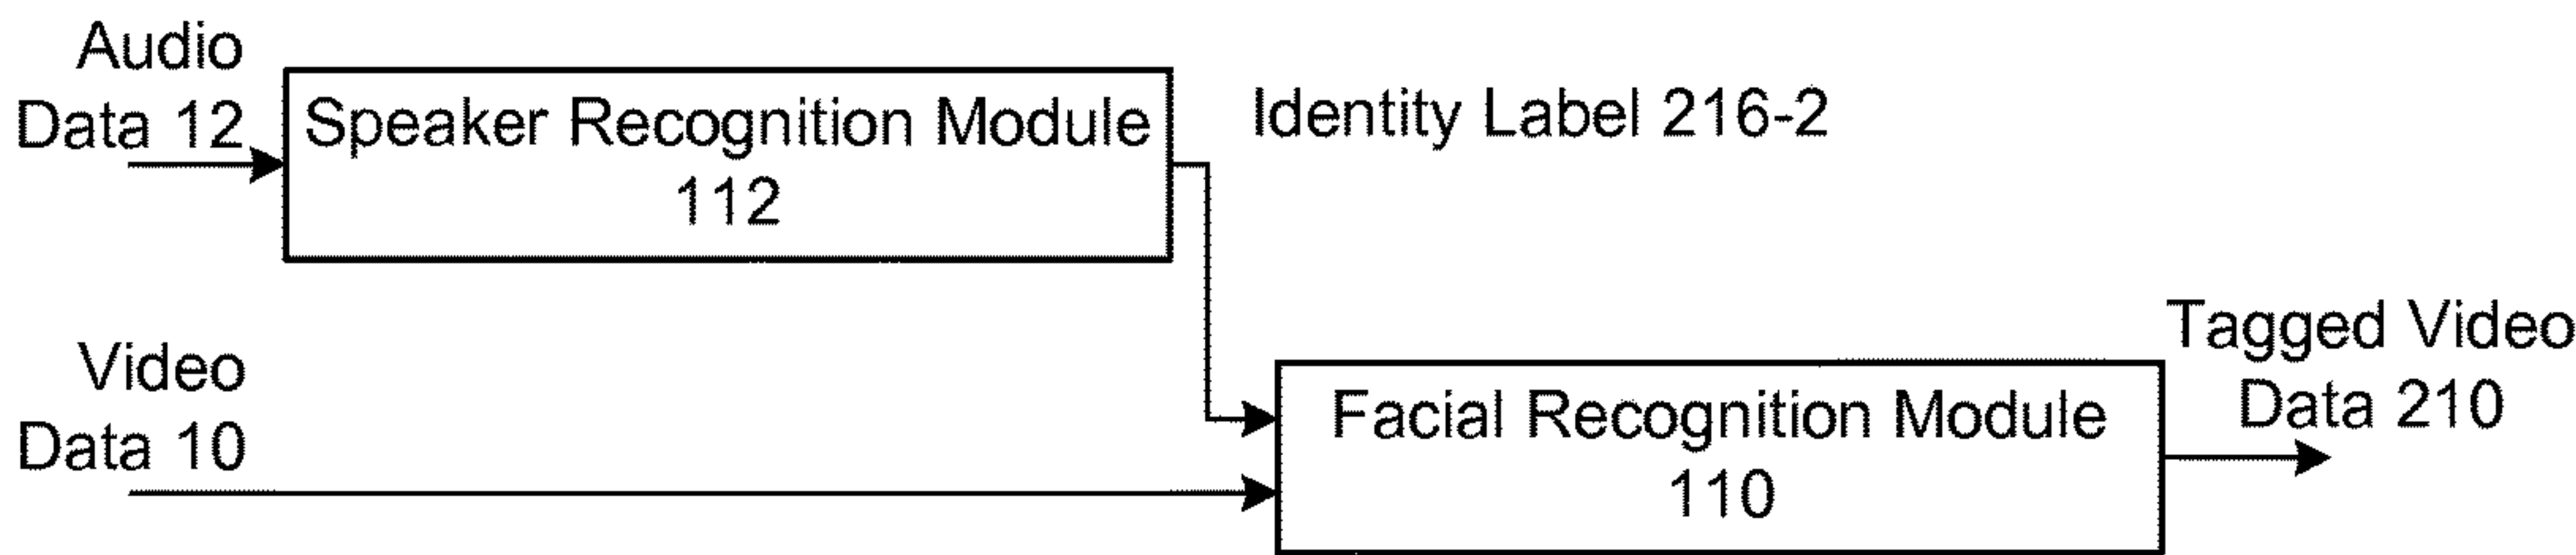 Audio
Data 12
Speaker Recognition Module
112
Identity Label 216-2
Video
Data 10
Facial Recognition Module
110
Tagged Video
Data 210